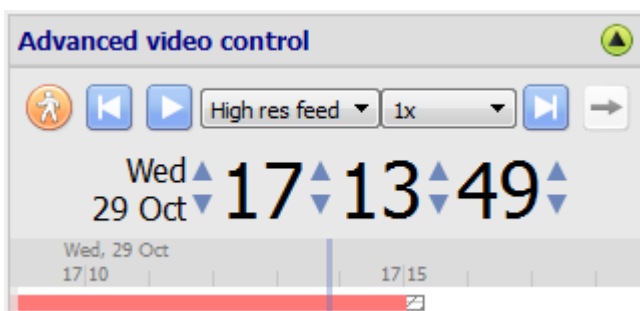 Advanced video control
High res feed 1x
Wed
29 Oct 17 13 49
Wed, 29 Oct
17 10 17 15